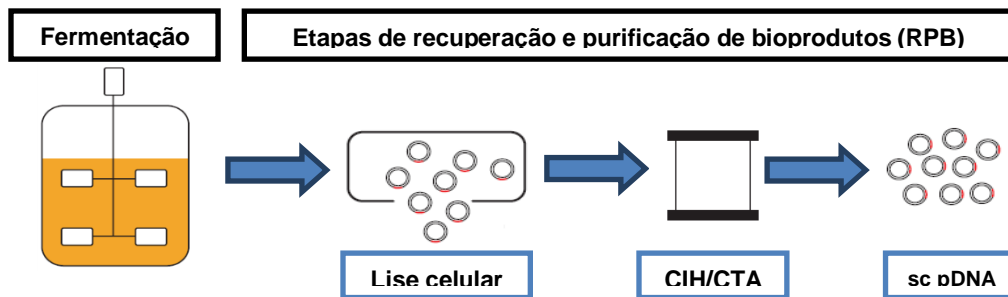 Fermentação
Etapas de recuperação e purificação de bioprodutos (RPB)
Lise celular
CIH/CTA
sc pDNA